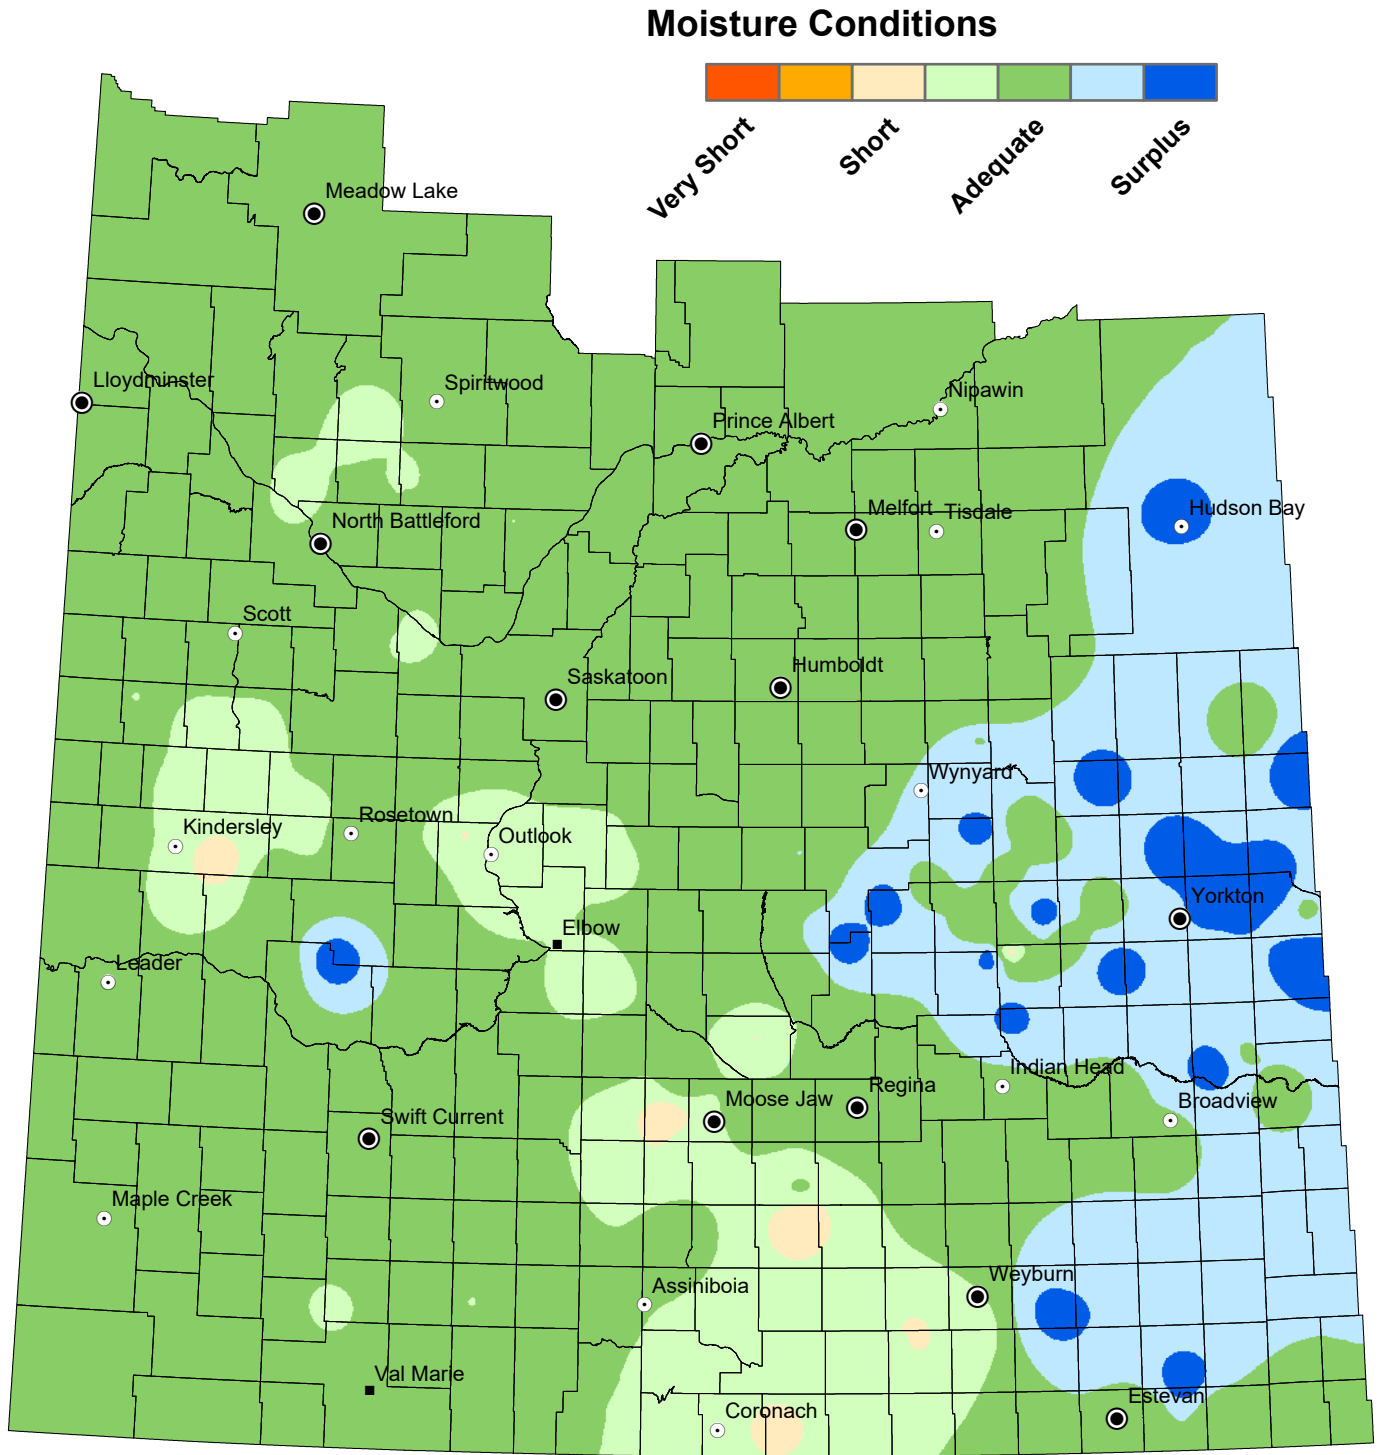 Moisture Conditions
Very Short
Short
Adequate
Surplus
Meadow Lake
Lloydminster
Spiritwood
Nipawin
Prince Albert
North Battleford
Melfort
Tisdale
Hudson Bay
Scott
Saskatoon
Humboldt
Wynyard
Kindersley
Rosetown
Outlook
Yorkton
Elbow
Leader
Indian Head
Regina
Moose Jaw
Broadview
Swift Current
Maple Creek
Weyburn
Assiniboia
Val Marie
Estevan
Coronach